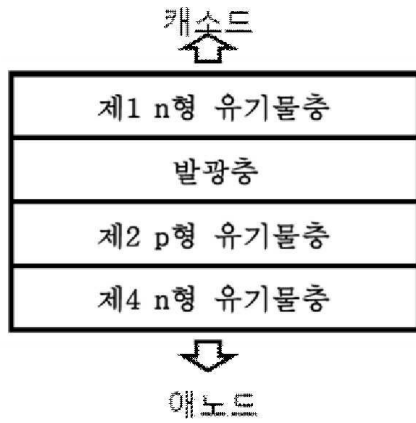 캐소드
제1 n형 유기물층
발광층
제2 p형 유기물층
제4 n형 유기물층
애노드